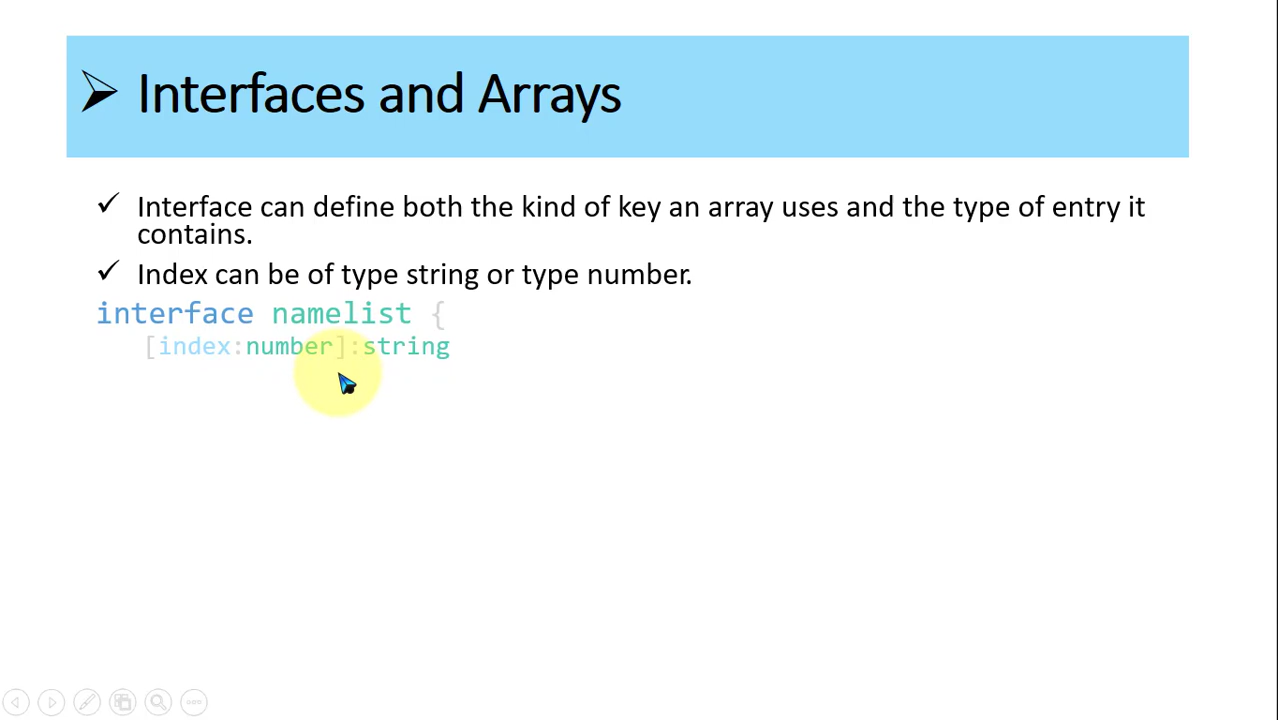 Interfaces and Arrays
Interface can define both the kind of key an array uses and the type of entry it
contains.
Index can be of type string or type number.
interface namelist {
[index:number]:string